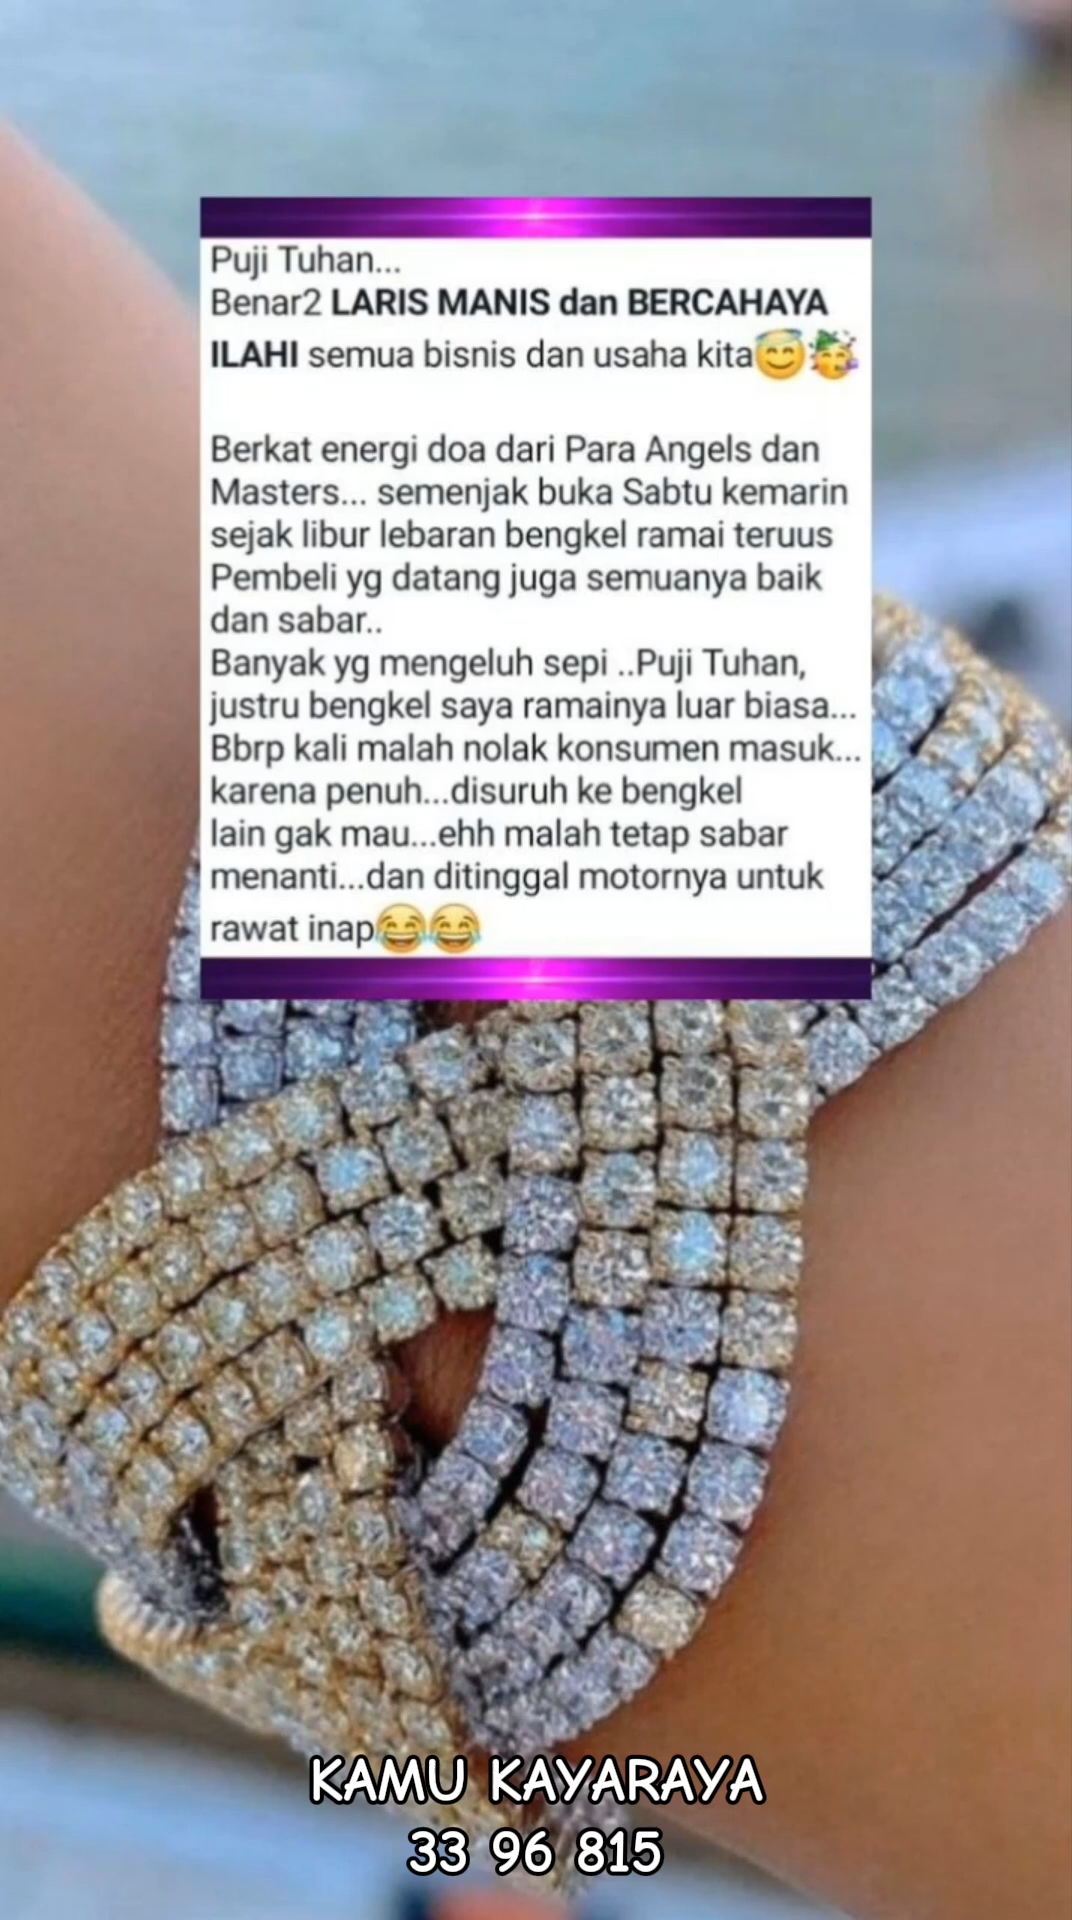 Puji Tuhan...
Benar2 LARIS MANIS dan BERCAHAYA
ILAHI semua bisnis dan usaha kita😇🥳
Berkat energi doa dari Para Angels dan
Masters... semenjak buka Sabtu kemarin
sejak libur lebaran bengkel ramai teruus
Pembeli yg datang juga semuanya baik
dan sabar..
Banyak yg mengeluh sepi ..Puji Tuhan,
justru bengkel saya ramainya luar biasa...
Bbrp kali malah nolak konsumen masuk...
karena penuh...disuruh ke bengkel
lain gak mau...ehh malah tetap sabar
menanti...dan ditinggal motornya untuk
rawat inap😂😂
KAMU KAYARAYA
33 96 815